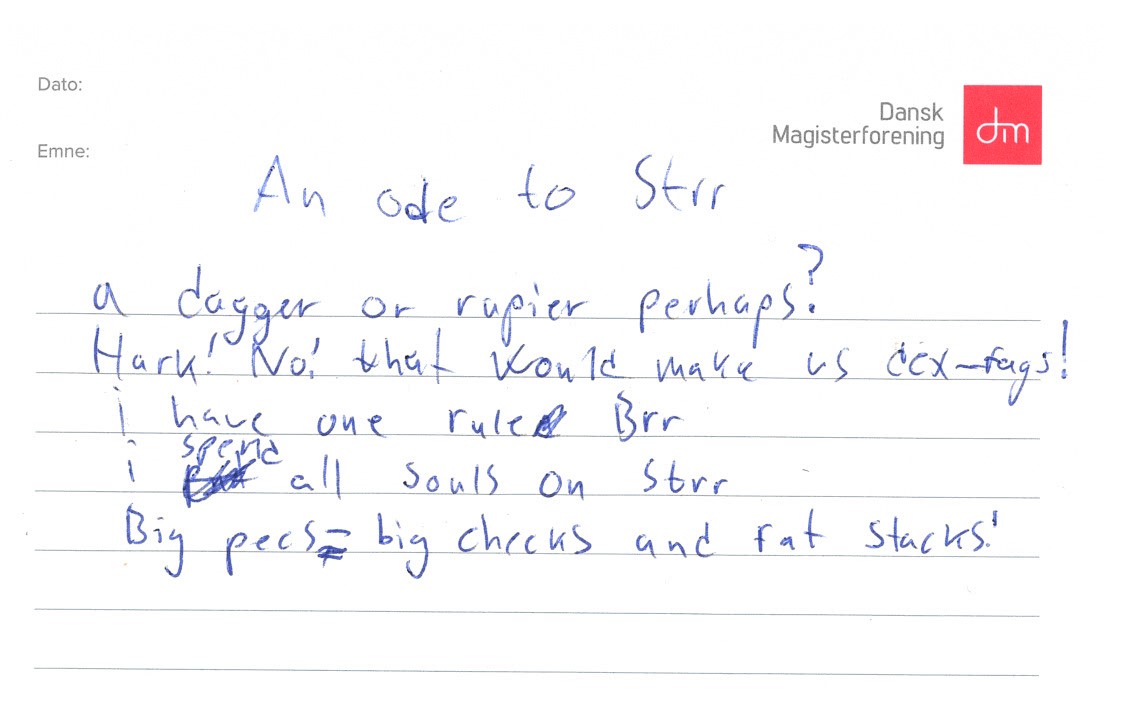 Dato:
Dansk
Magisterforening
dm
Emne:
An ode to Strr
a dagger or rapier perhaps?
Hark! No! that would make us dex-fags!
i have one rule Brr
i spend all souls on Strr
Big pecs = big checks and fat stacks!